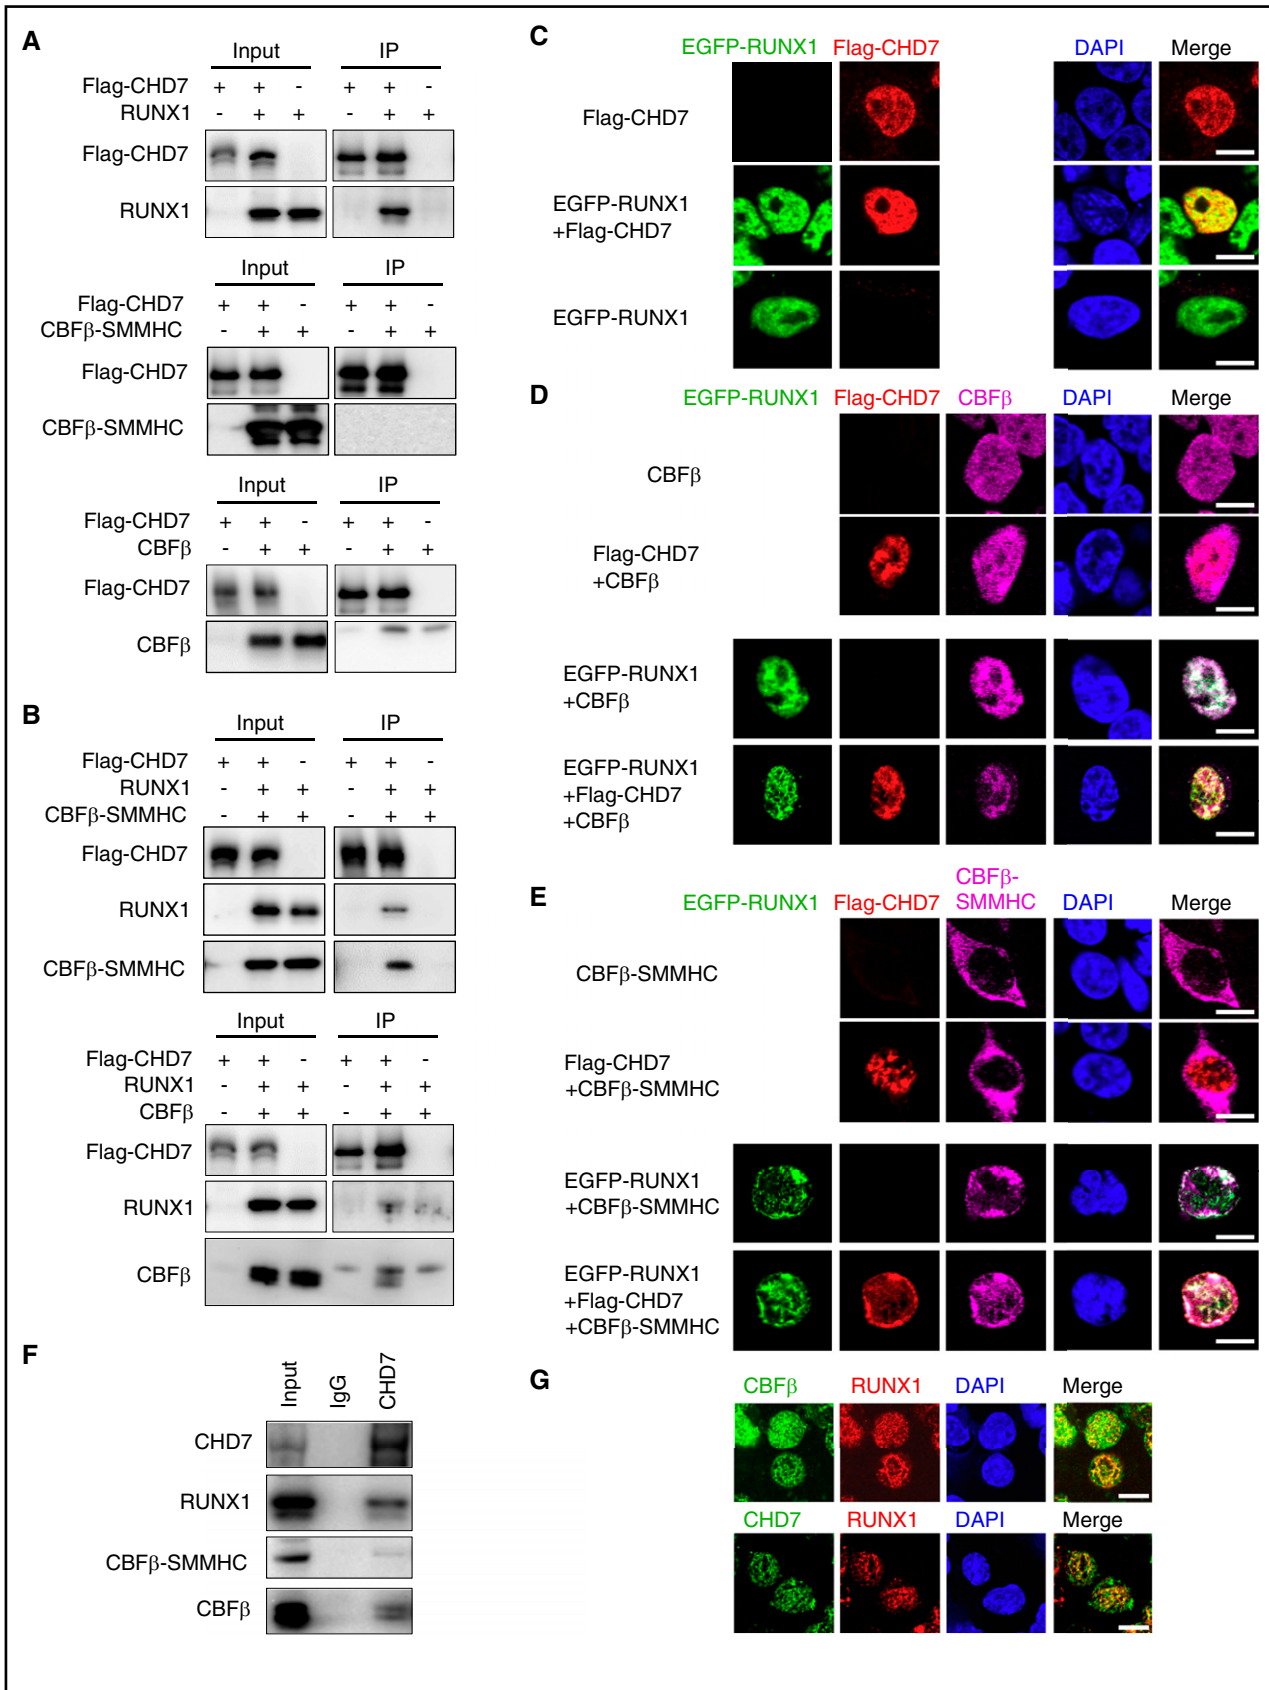 A
Input IP
Flag-CHD7 + + - + + -
RUNX1 - + + - + +
Flag-CHD7
RUNX1
Input IP
Flag-CHD7 + + - + + -
CBFβ-SMMHC - + + - + +
Flag-CHD7
CBFβ-SMMHC
Input IP
Flag-CHD7 + + - + + -
CBFβ - + + - + +
Flag-CHD7
CBFβ
B
Input IP
Flag-CHD7 + + - + + -
RUNX1 - + + - + +
CBFβ-SMMHC - + + - + +
Flag-CHD7
RUNX1
CBFβ-SMMHC
Input IP
Flag-CHD7 + + - + + -
RUNX1 - + + - + +
CBFβ - + + - + +
Flag-CHD7
RUNX1
CBFβ
C
EGFP-RUNX1 Flag-CHD7 DAPI Merge
Flag-CHD7
EGFP-RUNX1
+Flag-CHD7
EGFP-RUNX1
D
EGFP-RUNX1 Flag-CHD7 CBFβ DAPI Merge
CBFβ
Flag-CHD7
+CBFβ
EGFP-RUNX1
+CBFβ
EGFP-RUNX1
+Flag-CHD7
+CBFβ
E
EGFP-RUNX1 Flag-CHD7 CBFβ-
SMMHC DAPI Merge
CBFβ-SMMHC
Flag-CHD7
+CBFβ-SMMHC
EGFP-RUNX1
+CBFβ-SMMHC
EGFP-RUNX1
+Flag-CHD7
+CBFβ-SMMHC
F
Input IgG CHD7
CHD7
RUNX1
CBFβ-SMMHC
CBFβ
G
CBFβ RUNX1 DAPI Merge
CHD7 RUNX1 DAPI Merge